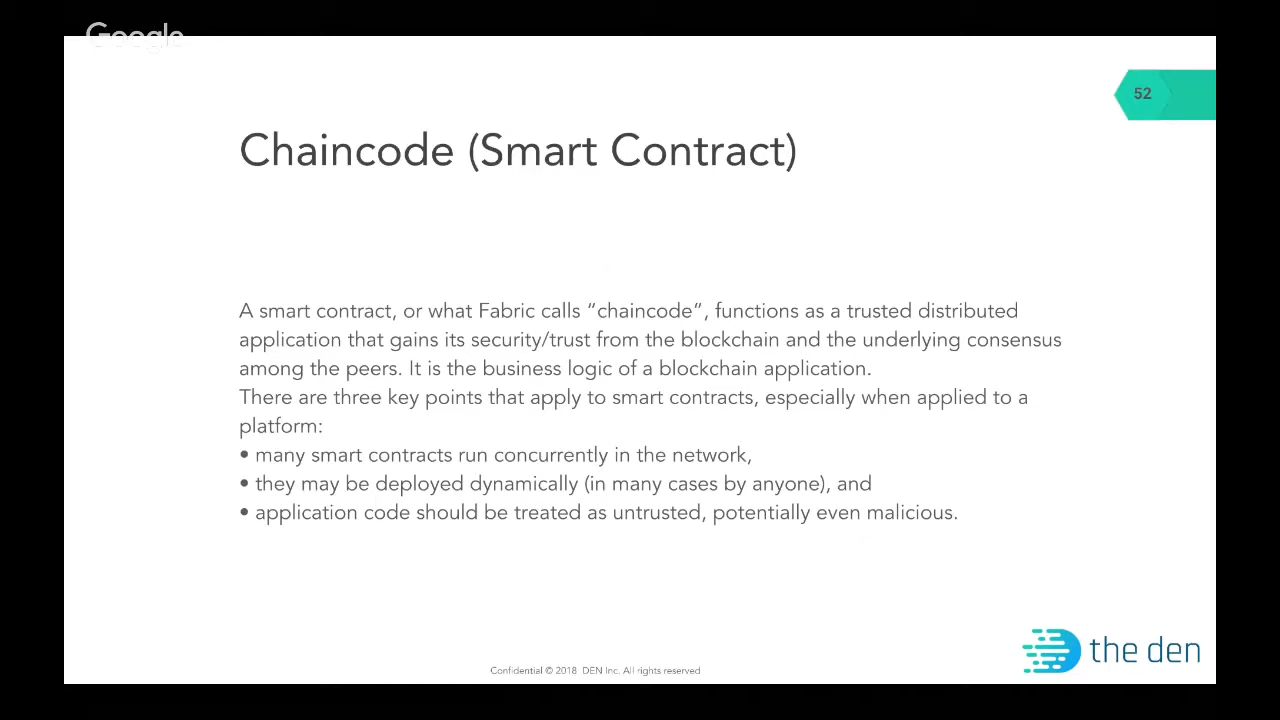 Google
52
Chaincode (Smart Contract)
A smart contract, or what Fabric calls “chaincode”, functions as a trusted distributed
application that gains its security/trust from the blockchain and the underlying consensus
among the peers. It is the business logic of a blockchain application.
There are three key points that apply to smart contracts, especially when applied to a
platform:
• many smart contracts run concurrently in the network,
• they may be deployed dynamically (in many cases by anyone), and
• application code should be treated as untrusted, potentially even malicious.
the den
Confidential © 2018 DEN Inc. All rights reserved